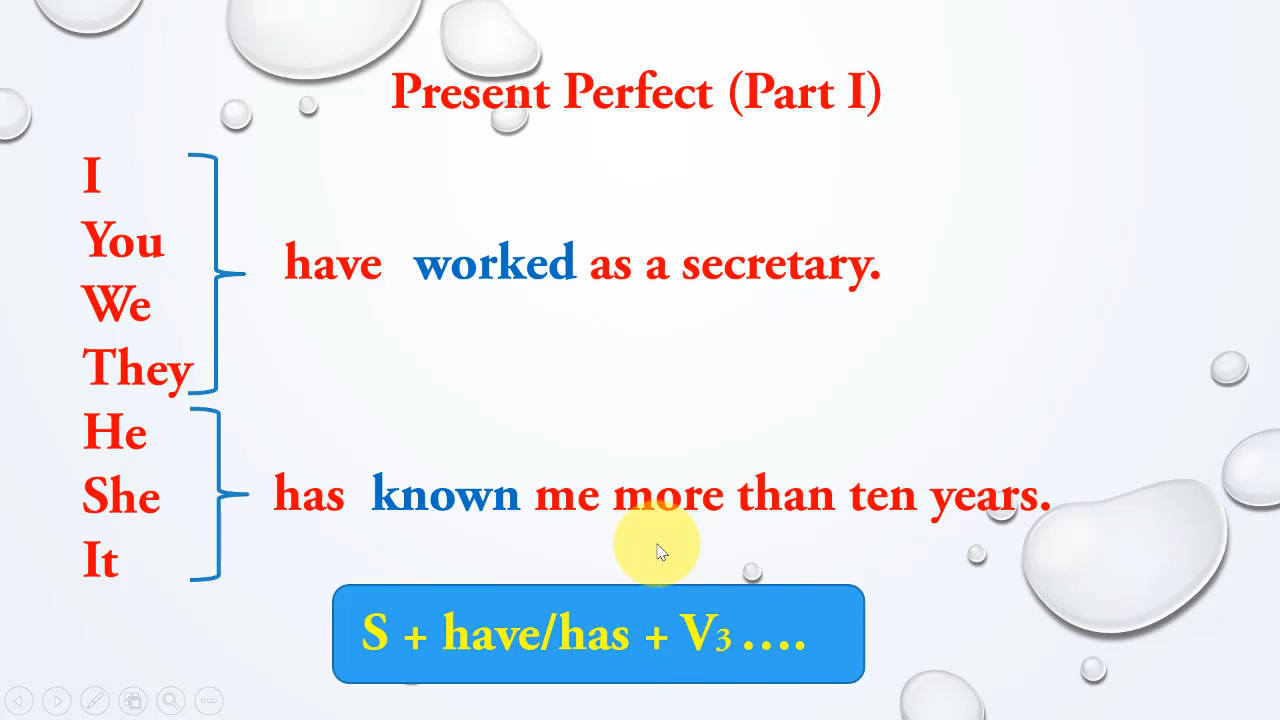 Present Perfect (Part I)
I
You
We
They
have worked as a secretary.
He
She
It
has known me more than ten years.
S + have/has + V3 ....